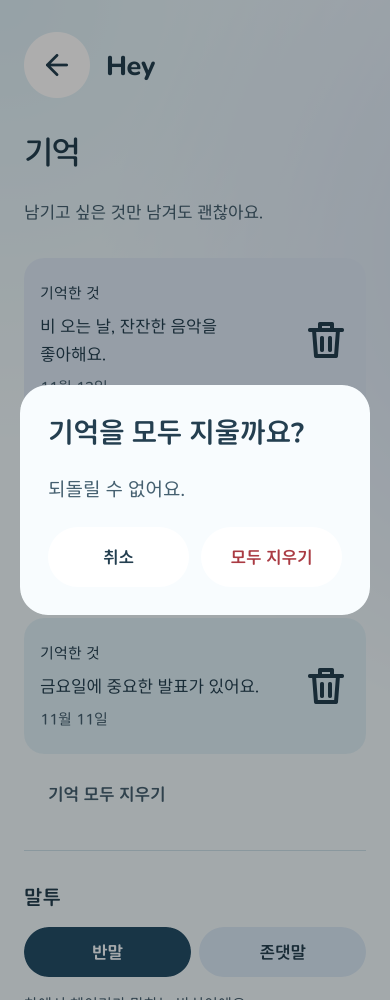 Hey
기억
남기고 싶은 것만 남겨도 괜찮아요.
기억한 것
비 오는 날, 잔잔한 음악을
좋아해요.
기억을 모두 지울까요?
되돌릴 수 없어요.
취소
모두 지우기
기억한 것
금요일에 중요한 발표가 있어요.
11월 11일
기억 모두 지우기
말투
반말
존댓말